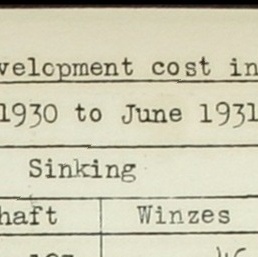 velopment cost in
1930 to June 1931
Sinking
haft Winzes